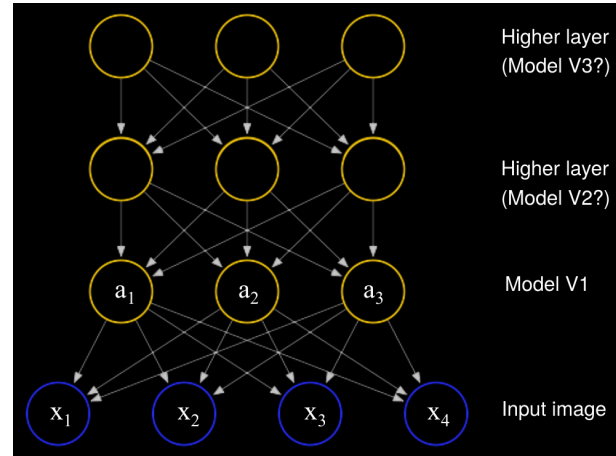 Higher layer
(Model V3?)
Higher layer
(Model V2?)
a₁ a₂ a₃ Model V1
x₁ x₂ x₃ x₄ Input image